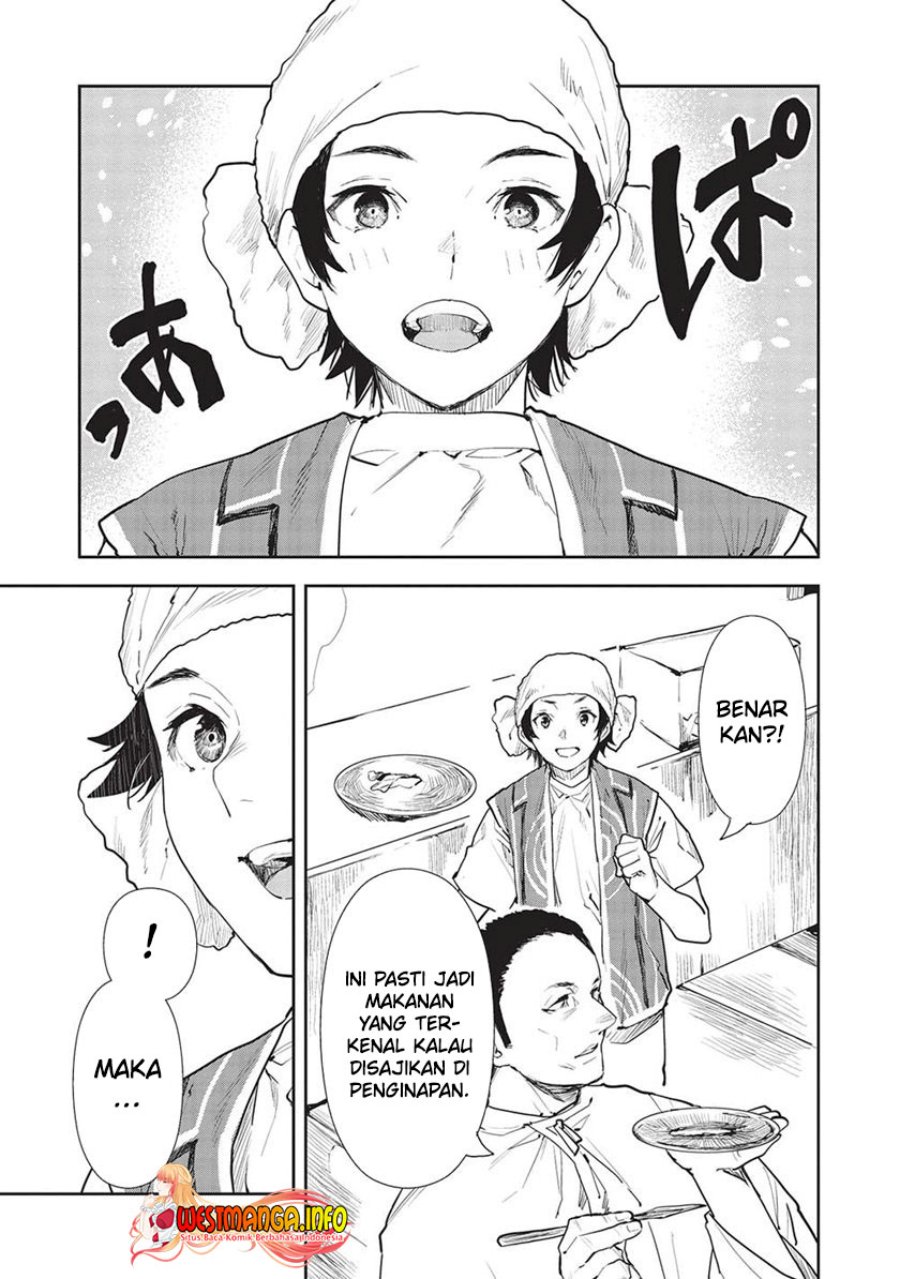 ぱ
あっ
BENAR
KAN?!
INI PASTI JADI
MAKANAN
YANG TER-
KENAL KALAU
DISAJIKAN DI
PENGINAPAN.
!
MAKA
...
WESTMANGA.INFO
Situs Baca Komik Berbahasa Indonesia